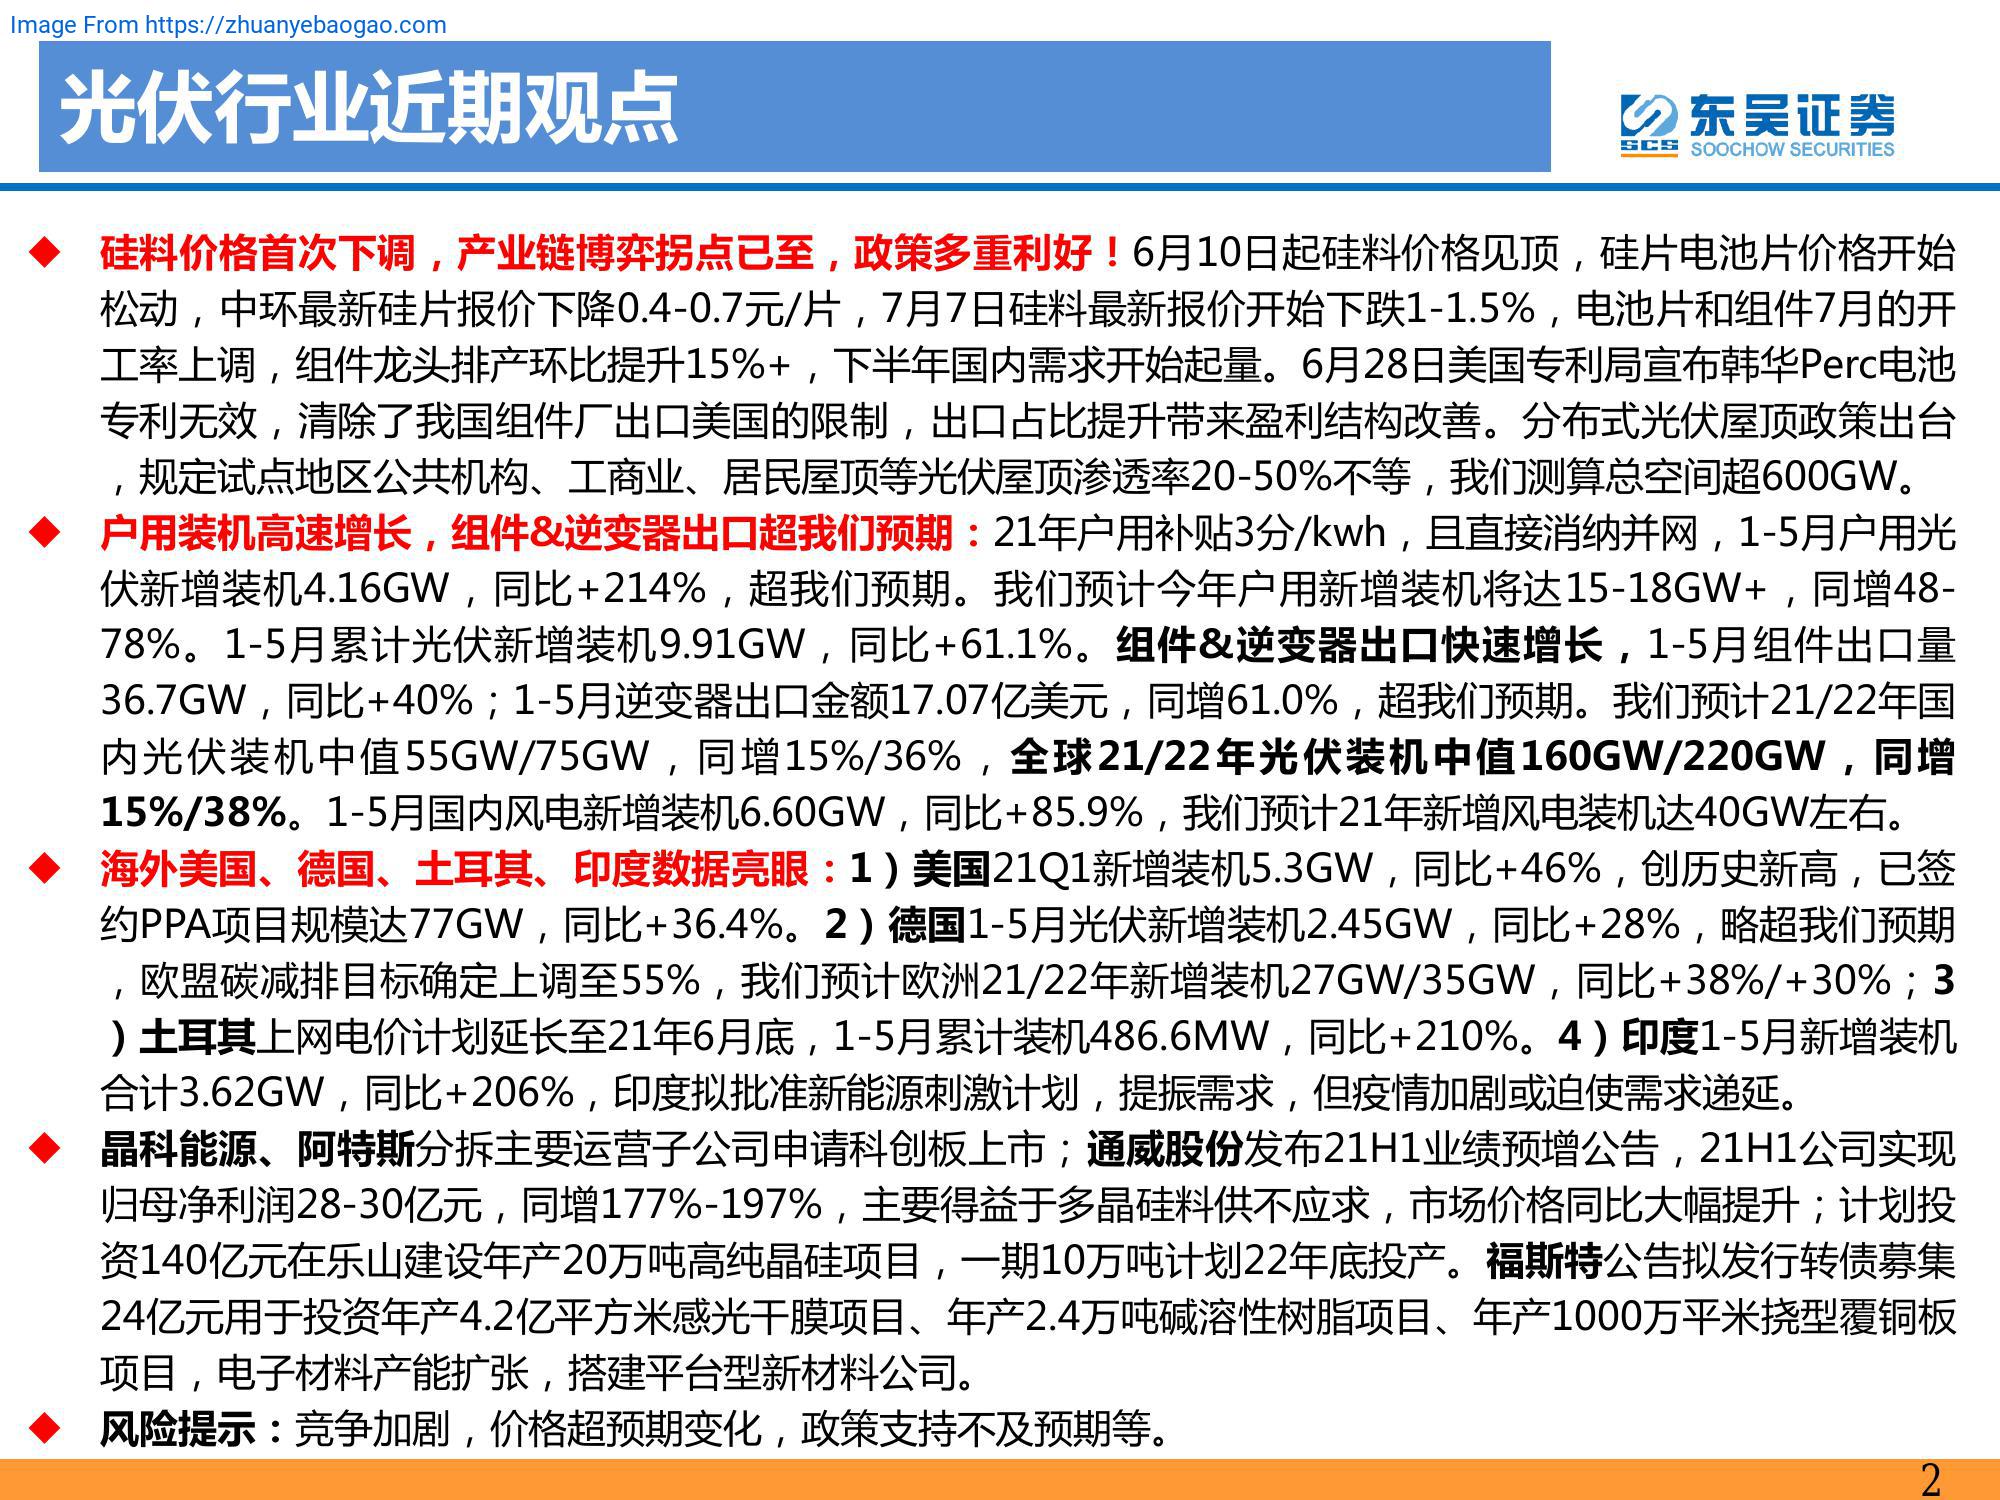 Image From https://zhuanyebaogao.com
光伏行业近期观点
东吴证券
SCS
SOOCHOW SECURITIES
◆ 硅料价格首次下调，产业链博弈拐点已至，政策多重利好！6月10日起硅料价格见顶，硅片电池片价格开始
松动，中环最新硅片报价下降0.4-0.7元/片，7月7日硅料最新报价开始下跌1-1.5%，电池片和组件7月的开
工率上调，组件龙头排产环比提升15%+，下半年国内需求开始起量。6月28日美国专利局宣布韩华Perc电池
专利无效，清除了我国组件厂出口美国的限制，出口占比提升带来盈利结构改善。分布式光伏屋顶政策出台
，规定试点地区公共机构、工商业、居民屋顶等光伏屋顶渗透率20-50%不等，我们测算总空间超600GW。
◆ 户用装机高速增长，组件&逆变器出口超我们预期：21年户用补贴3分/kwh，且直接消纳并网，1-5月户用光
伏新增装机4.16GW，同比+214%，超我们预期。我们预计今年户用新增装机将达15-18GW+，同增48-
78%。1-5月累计光伏新增装机9.91GW，同比+61.1%。组件&逆变器出口快速增长，1-5月组件出口量
36.7GW，同比+40%；1-5月逆变器出口金额17.07亿美元，同增61.0%，超我们预期。我们预计21/22年国
内光伏装机中值55GW/75GW，同增15%/36%，全球21/22年光伏装机中值160GW/220GW，同增
15%/38%。1-5月国内风电新增装机6.60GW，同比+85.9%，我们预计21年新增风电装机达40GW左右。
◆ 海外美国、德国、土耳其、印度数据亮眼：1）美国21Q1新增装机5.3GW，同比+46%，创历史新高，已签
约PPA项目规模达77GW，同比+36.4%。2）德国1-5月光伏新增装机2.45GW，同比+28%，略超我们预期
，欧盟碳减排目标确定上调至55%，我们预计欧洲21/22年新增装机27GW/35GW，同比+38%/+30%；3
）土耳其上网电价计划延长至21年6月底，1-5月累计装机486.6MW，同比+210%。4）印度1-5月新增装机
合计3.62GW，同比+206%，印度拟批准新能源刺激计划，提振需求，但疫情加剧或迫使需求递延。
◆ 晶科能源、阿特斯分拆主要运营子公司申请科创板上市；通威股份发布21H1业绩预增公告，21H1公司实现
归母净利润28-30亿元，同增177%-197%，主要得益于多晶硅料供不应求，市场价格同比大幅提升；计划投
资140亿元在乐山建设年产20万吨高纯晶硅项目，一期10万吨计划22年底投产。福斯特公告拟发行转债募集
24亿元用于投资年产4.2亿平方米感光干膜项目、年产2.4万吨碱溶性树脂项目、年产1000万平米挠型覆铜板
项目，电子材料产能扩张，搭建平台型新材料公司。
◆ 风险提示：竞争加剧，价格超预期变化，政策支持不及预期等。
2